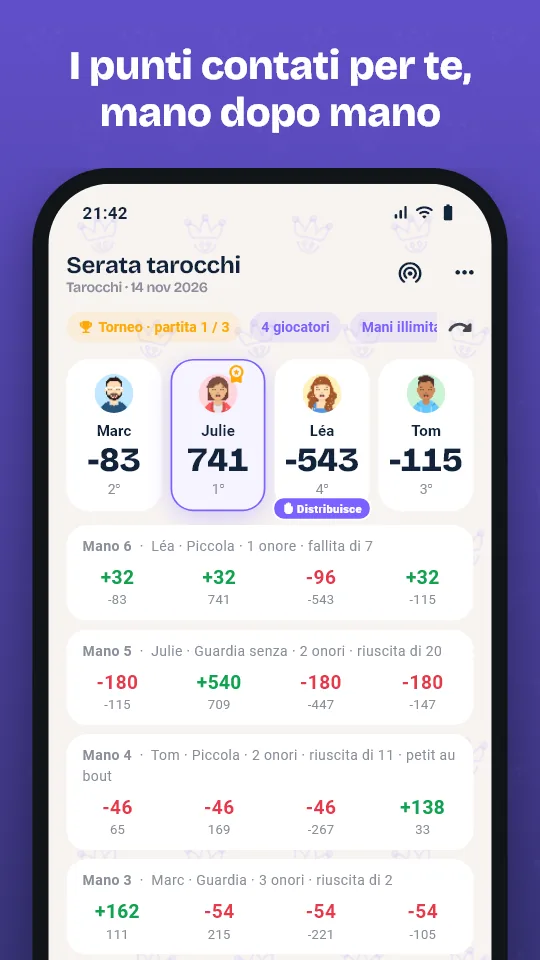 I punti contati per te,
mano dopo mano
21:42
Serata tarocchi
Tarocchi · 14 nov 2026
Torneo · partita 1 / 3
4 giocatori
Mani illimita
Marc
-83
2°
Julie
741
1°
Léa
-543
4°
Distribuisce
Tom
-115
3°
Mano 6 · Léa · Piccola · 1 onore · fallita di 7
+32 +32 -96 +32
-83 741 -543 -115
Mano 5 · Julie · Guardia senza · 2 onori · riuscita di 20
-180 +540 -180 -180
-115 709 -447 -147
Mano 4 · Tom · Piccola · 2 onori · riuscita di 11 · petit au
bout
-46 -46 -46 +138
65 169 -267 33
Mano 3 · Marc · Guardia · 3 onori · riuscita di 2
+162 -54 -54 -54
111 215 -221 -105